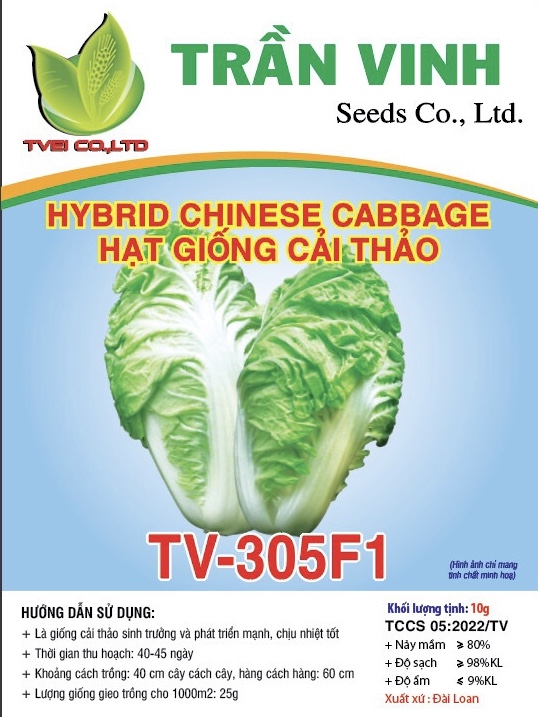 TRẦN VINH
Seeds Co., Ltd.
TVEI CO.,LTD
HYBRID CHINESE CABBAGE
HẠT GIỐNG CẢI THẢO
TV-305F1
(Hình ảnh chỉ mang
tính chất minh hoạ)
HƯỚNG DẪN SỬ DỤNG:
+ Là giống cải thảo sinh trưởng và phát triển mạnh, chịu nhiệt tốt
+ Thời gian thu hoạch: 40-45 ngày
+ Khoảng cách trồng: 40 cm cây cách cây, hàng cách hàng: 60 cm
+ Lượng giống gieo trồng cho 1000m2: 25g
Khối lượng tịnh: 10g
TCCS 05:2022/TV
+ Nảy mầm ⩾ 80%
+ Độ sạch ⩾ 98%KL
+ Độ ẩm ⩽ 9%KL
Xuất xứ : Đài Loan